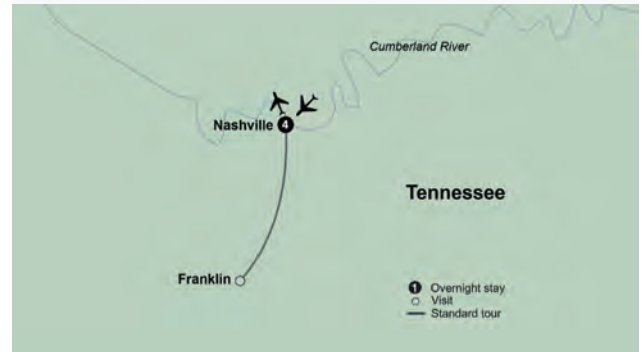 Cumberland River
Nashville 4
Tennessee
Franklin
1 Overnight stay
Visit
Standard tour